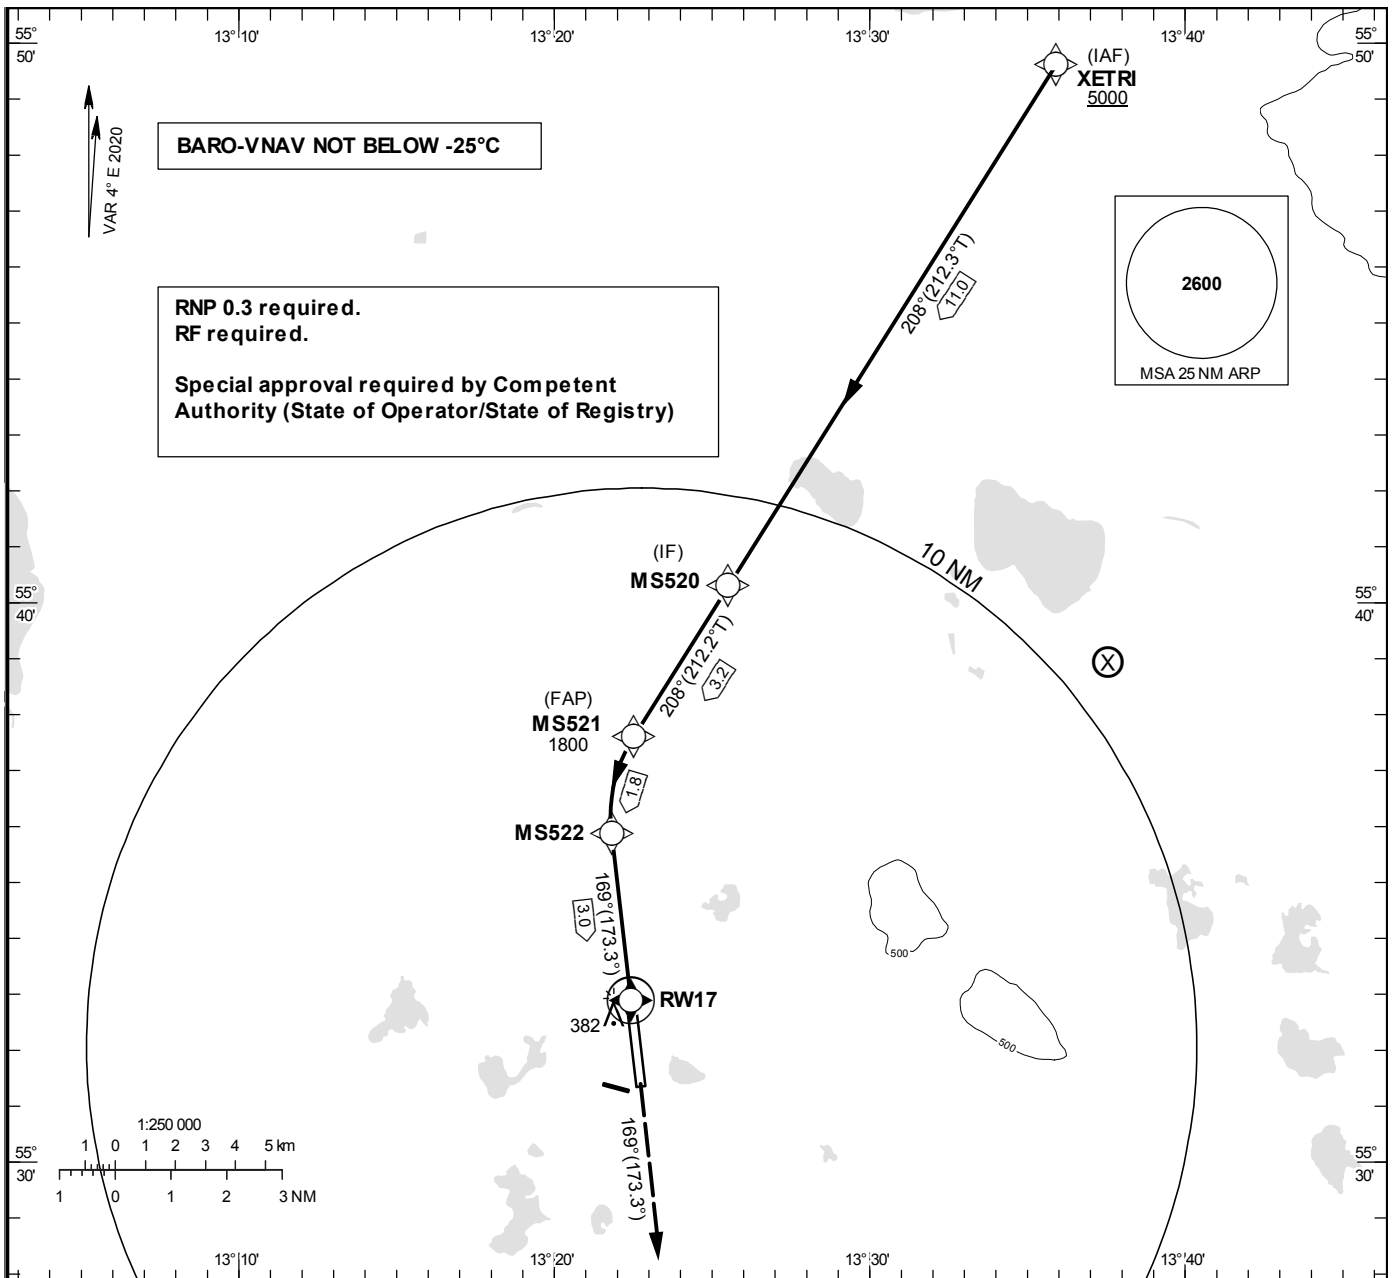 55° 13°10' 13°20' 13°30' 13°40' 55°
50' 50'
(IAF)
XETRI
5000
VAR 4° E 2020
BARO-VNAV NOT BELOW -25°C
RNP 0.3 required.
RF required.
Special approval required by Competent
Authority (State of Operator/State of Registry)
208°(212.3°T)
11.0
2600
MSA 25 NM ARP
10 NM
(IF)
MS520
55° 55°
40' 40'
208°(212.2°T)
3.2
X
(FAP)
MS521
1800
1.8
MS522
169°(173.3°)
3.0
500
RW17
382
500
1:250 000
1 0 1 2 3 4 5 km
1 0 1 2 3 NM
169°(173.3°)
55° 55°
30' 30'
13°10' 13°20' 13°30' 13°40'